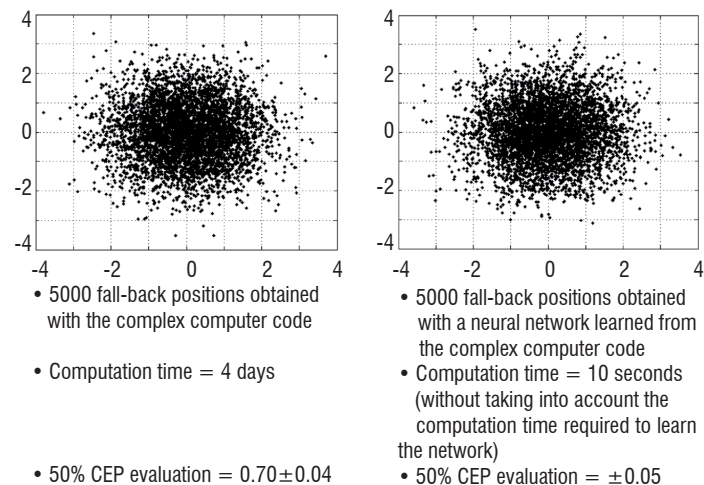 4
2
0
-2
-4
-4 -2 0 2 4
• 5000 fall-back positions obtained
with the complex computer code
• Computation time = 4 days
• 50% CEP evaluation = 0.70±0.04
4
2
0
-2
-4
-4 -2 0 2 4
• 5000 fall-back positions obtained
with a neural network learned from
the complex computer code
• Computation time = 10 seconds
(without taking into account the
computation time required to learn
the network)
• 50% CEP evaluation = ±0.05